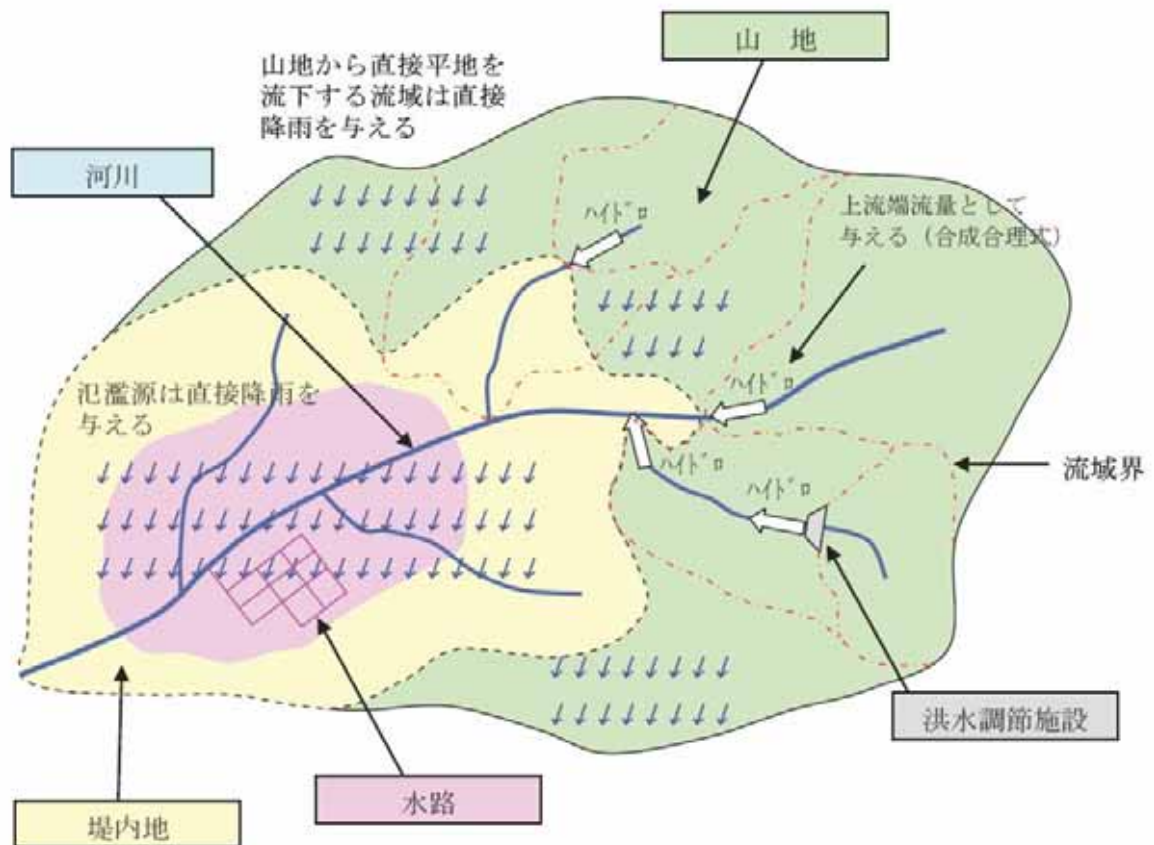 山 地
山地から直接平地を
流下する流域は直接
降雨を与える
河川
ﾊｲﾄﾞﾛ
上流端流量として
与える（合成合理式）
ﾊｲﾄﾞﾛ
氾濫源は直接降雨を
与える
ﾊｲﾄﾞﾛ
ﾊｲﾄﾞﾛ
流域界
洪水調節施設
水路
堤内地